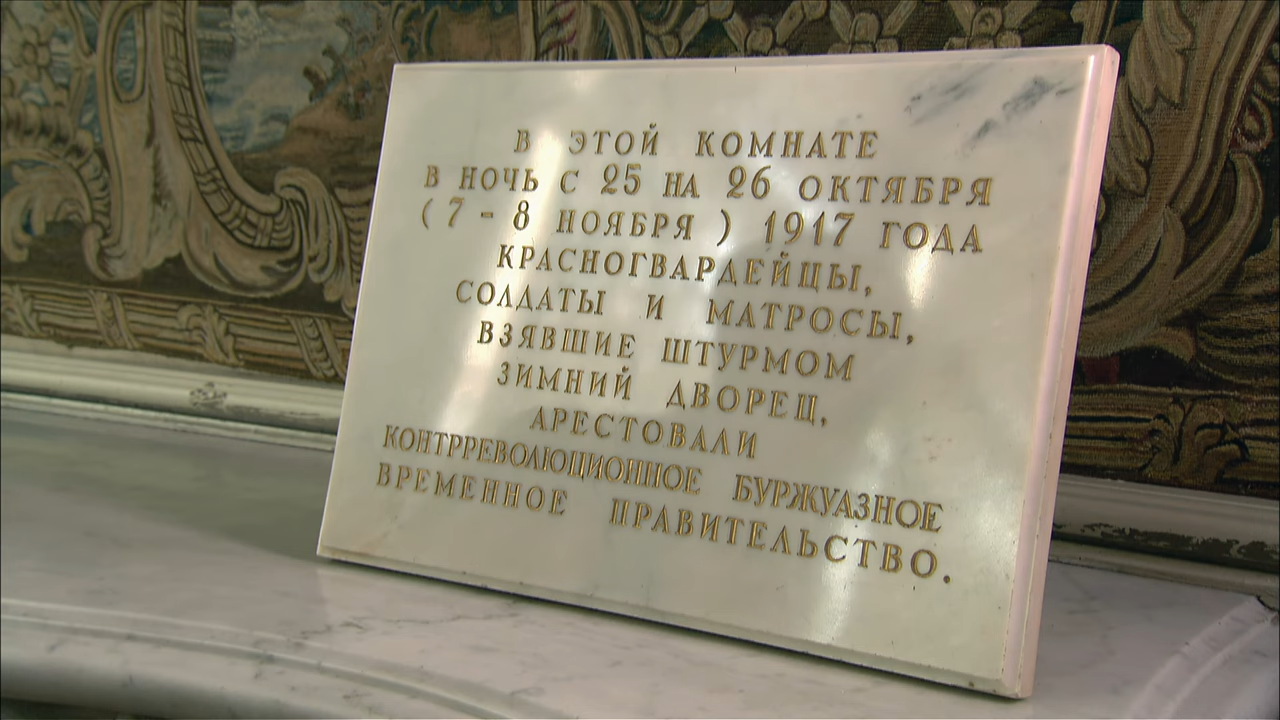 В ЭТОЙ КОМНАТЕ
В НОЧЬ С 25 НА 26 ОКТЯБРЯ
( 7 - 8 НОЯБРЯ ) 1917 ГОДА
КРАСНОГВАРДЕЙЦЫ,
СОЛДАТЫ И МАТРОСЫ,
ВЗЯВШИЕ ШТУРМОМ
ЗИМНИЙ ДВОРЕЦ,
АРЕСТОВАЛИ
КОНТРРЕВОЛЮЦИОННОЕ БУРЖУАЗНОЕ
ВРЕМЕННОЕ ПРАВИТЕЛЬСТВО.